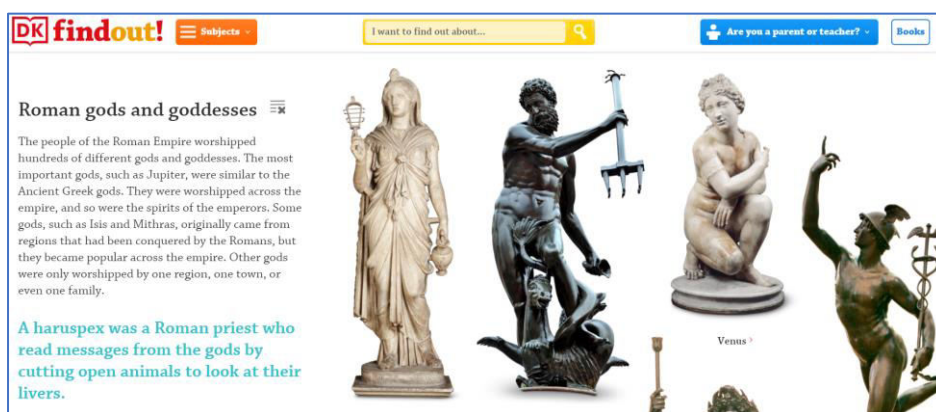 DK findout!
Subjects
I want to find out about...
Are you a parent or teacher?
Books
Roman gods and goddesses
The people of the Roman Empire worshipped
hundreds of different gods and goddesses. The most
important gods, such as Jupiter, were similar to the
Ancient Greek gods. They were worshipped across the
empire, and so were the spirits of the emperors. Some
gods, such as Isis and Mithras, originally came from
regions that had been conquered by the Romans, but
they became popular across the empire. Other gods
were only worshipped by one region, one town, or
even one family.
A haruspex was a Roman priest who
read messages from the gods by
cutting open animals to look at their
livers.
Venus